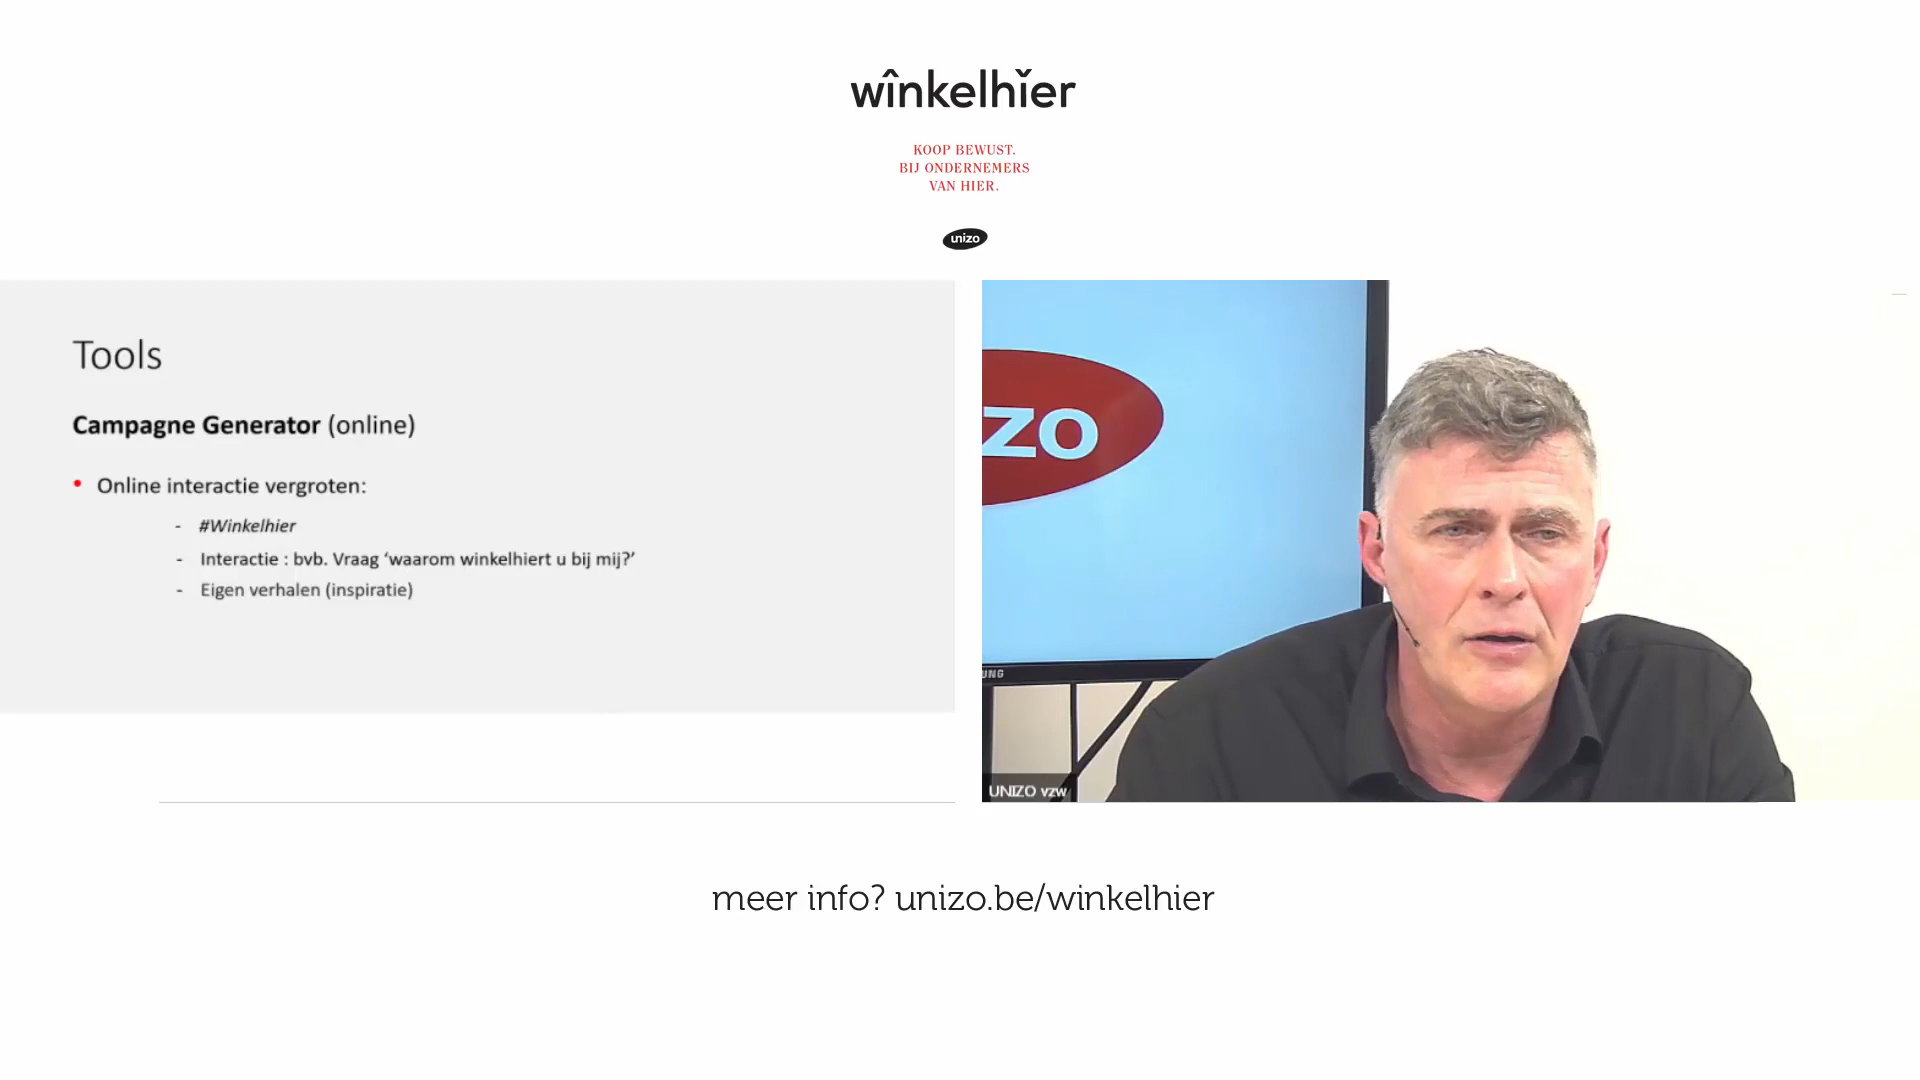 wînkelhǐer
KOOP BEWUST.
BIJ ONDERNEMERS
VAN HIER.
unizo
Tools
Campagne Generator (online)
• Online interactie vergroten:
- #Winkelhier
- Interactie : bvb. Vraag ‘waarom winkelhiert u bij mij?’
- Eigen verhalen (inspiratie)
ZO
UNG
UNIZO vzw
meer info? unizo.be/winkelhier